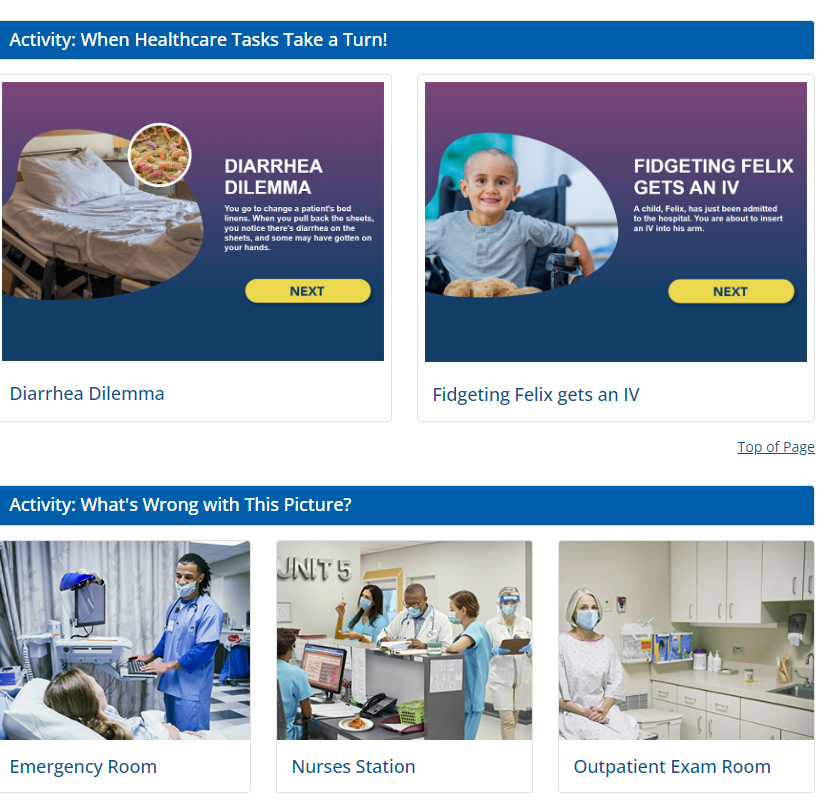 Activity: When Healthcare Tasks Take a Turn!
DIARRHEA
DILEMMA
You go to change a patient's bed
linens. When you pull back the sheets,
you notice there's diarrhea on the
sheets, and some may have gotten on
your hands.
NEXT
Diarrhea Dilemma
FIDGETING FELIX
GETS AN IV
A child, Felix, has just been admitted
to the hospital. You are about to insert
an IV into his arm.
NEXT
Fidgeting Felix gets an IV
Top of Page
Activity: What's Wrong with This Picture?
Emergency Room
UNIT 5
Nurses Station
Outpatient Exam Room